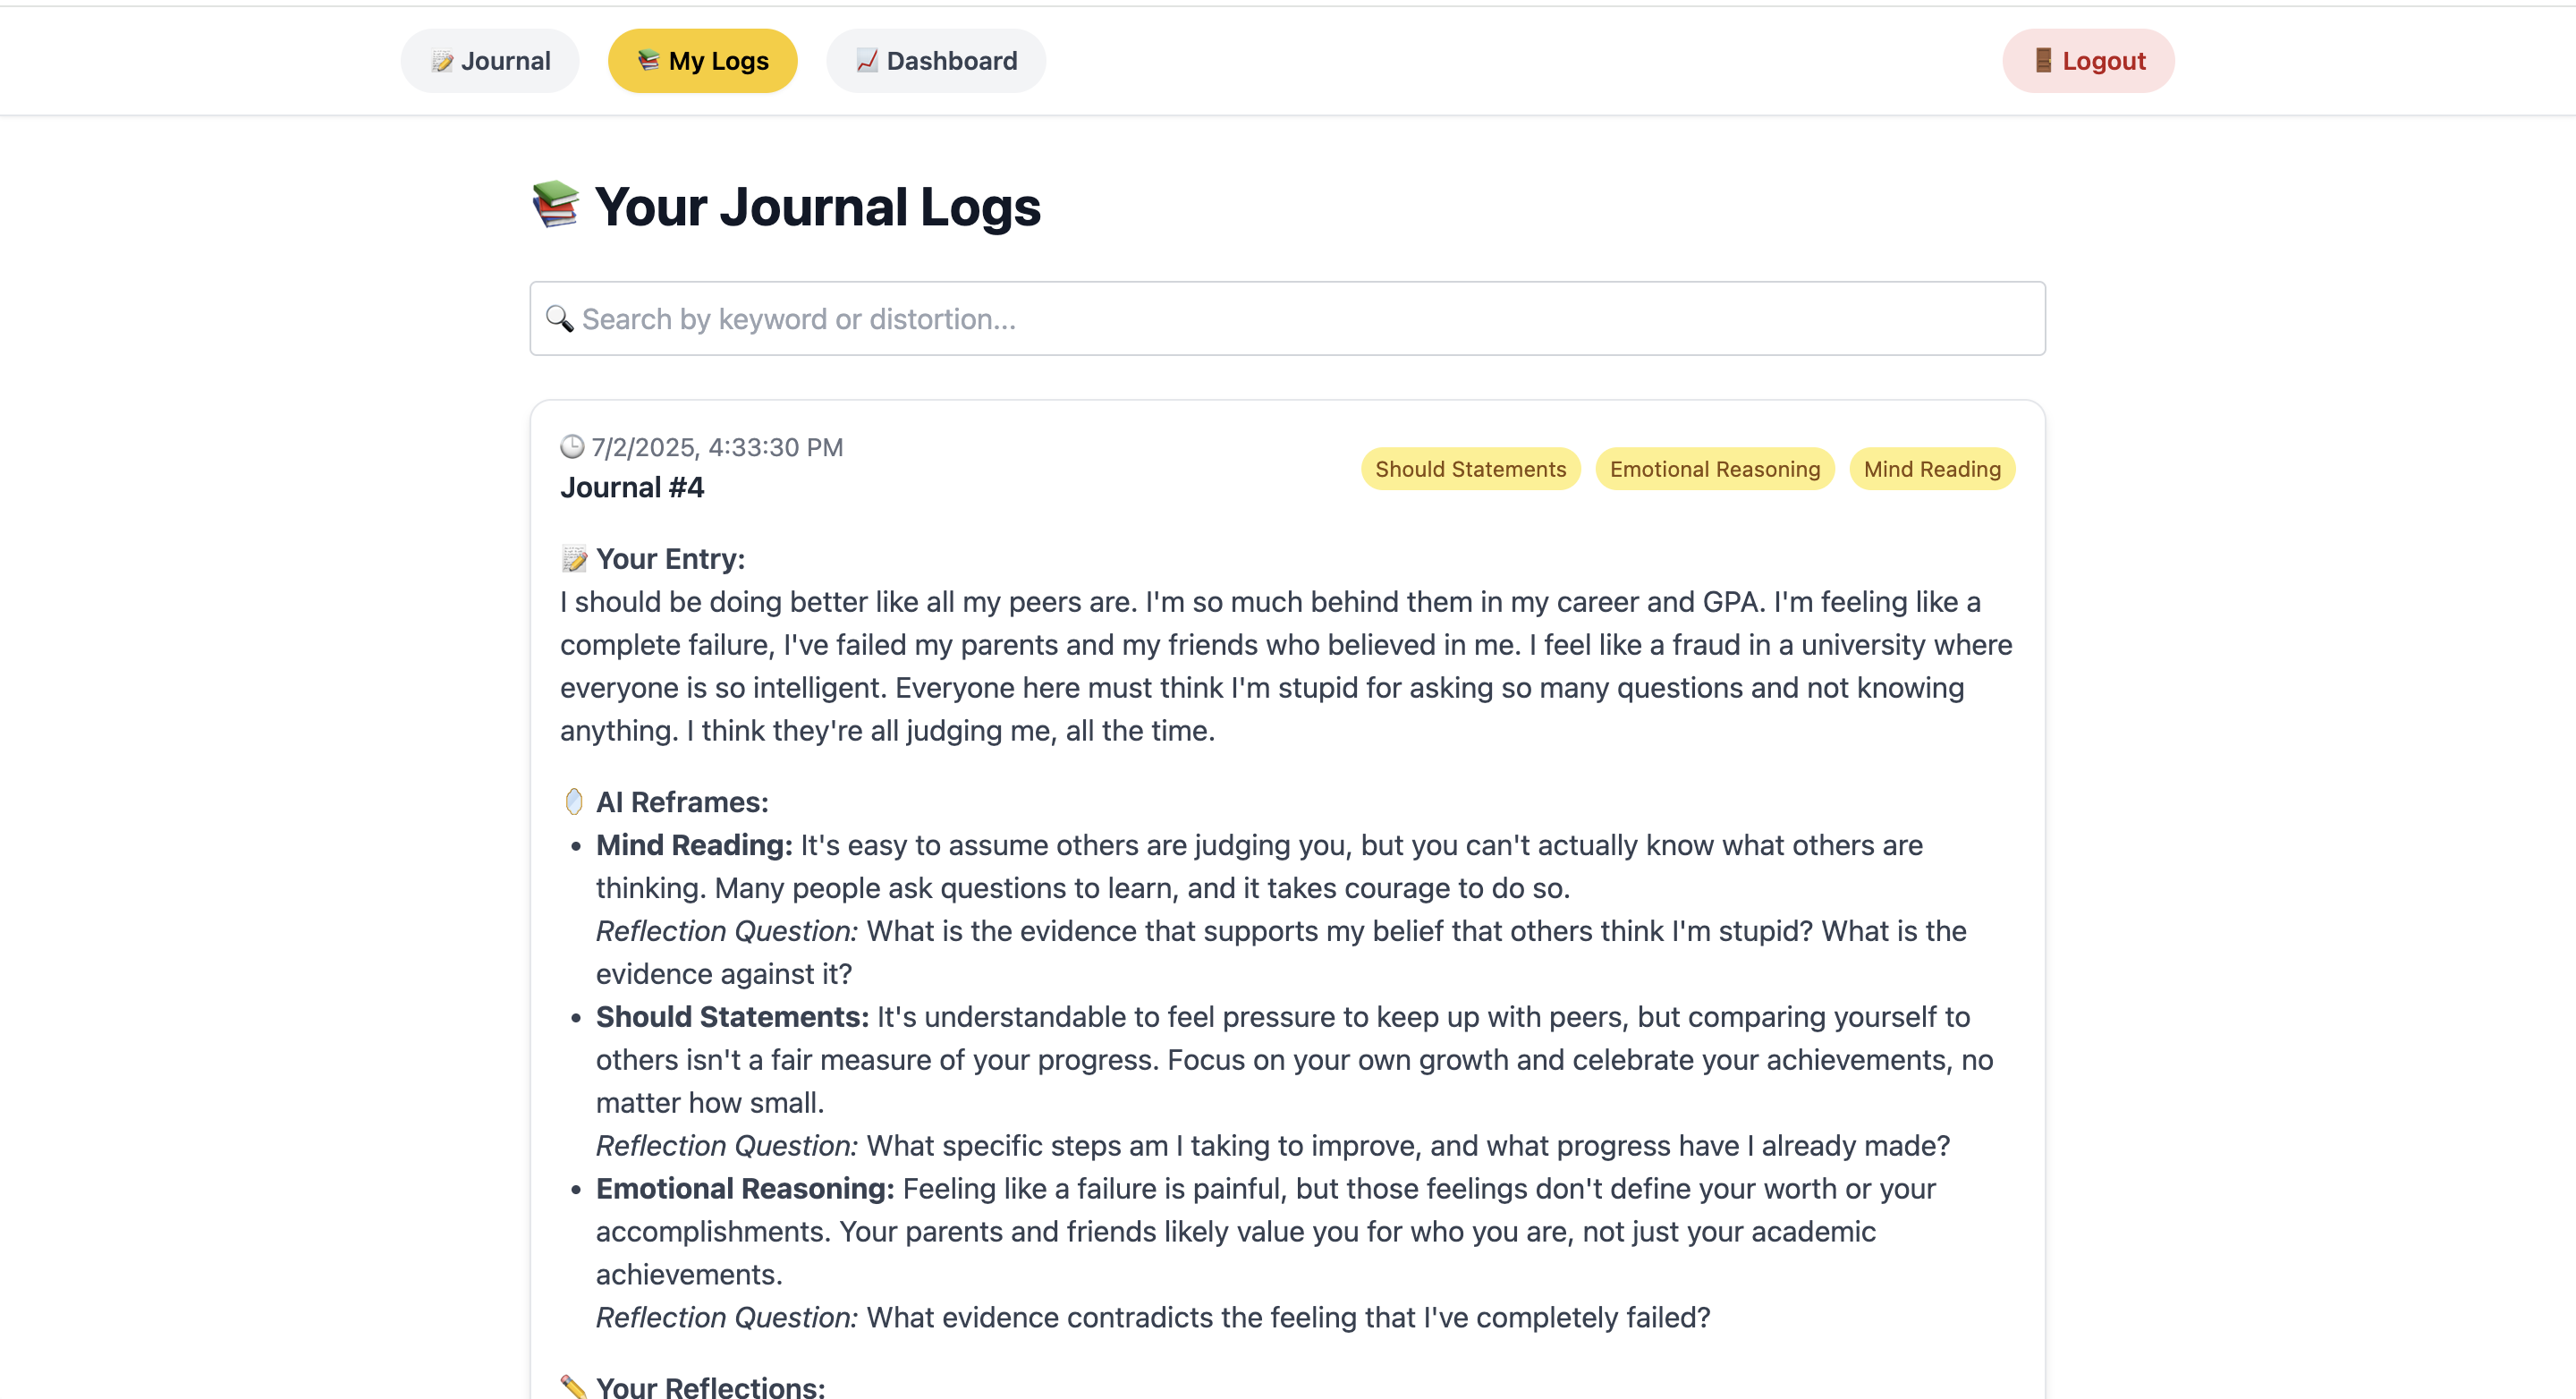 Journal
My Logs
Dashboard
Logout
Your Journal Logs
Search by keyword or distortion...
7/2/2025, 4:33:30 PM
Journal #4
Should Statements
Emotional Reasoning
Mind Reading
Your Entry:
I should be doing better like all my peers are. I'm so much behind them in my career and GPA. I'm feeling like a
complete failure, I've failed my parents and my friends who believed in me. I feel like a fraud in a university where
everyone is so intelligent. Everyone here must think I'm stupid for asking so many questions and not knowing
anything. I think they're all judging me, all the time.
AI Reframes:
• Mind Reading: It's easy to assume others are judging you, but you can't actually know what others are
thinking. Many people ask questions to learn, and it takes courage to do so.
Reflection Question: What is the evidence that supports my belief that others think I'm stupid? What is the
evidence against it?
• Should Statements: It's understandable to feel pressure to keep up with peers, but comparing yourself to
others isn't a fair measure of your progress. Focus on your own growth and celebrate your achievements, no
matter how small.
Reflection Question: What specific steps am I taking to improve, and what progress have I already made?
• Emotional Reasoning: Feeling like a failure is painful, but those feelings don't define your worth or your
accomplishments. Your parents and friends likely value you for who you are, not just your academic
achievements.
Reflection Question: What evidence contradicts the feeling that I've completely failed?
Your Reflections: